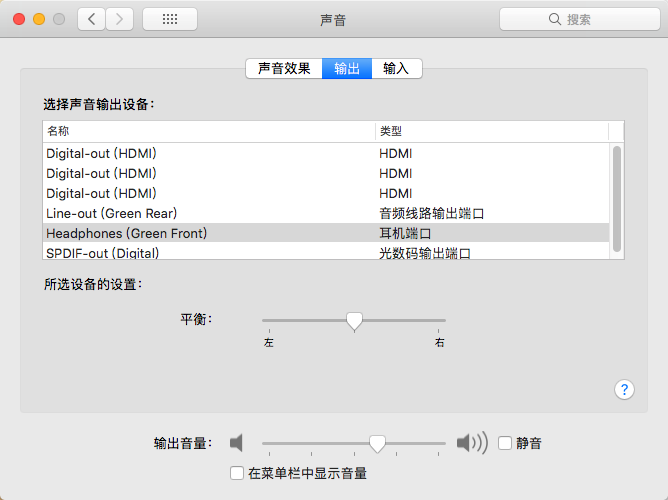 声音
搜索
声音效果 输出 输入
选择声音输出设备：
名称 类型
Digital-out (HDMI) HDMI
Digital-out (HDMI) HDMI
Digital-out (HDMI) HDMI
Line-out (Green Rear) 音频线路输出端口
Headphones (Green Front) 耳机端口
SPDIF-out (Digital) 光数码输出端口
所选设备的设置：
平衡：
左 右
?
输出音量： 静音
在菜单栏中显示音量